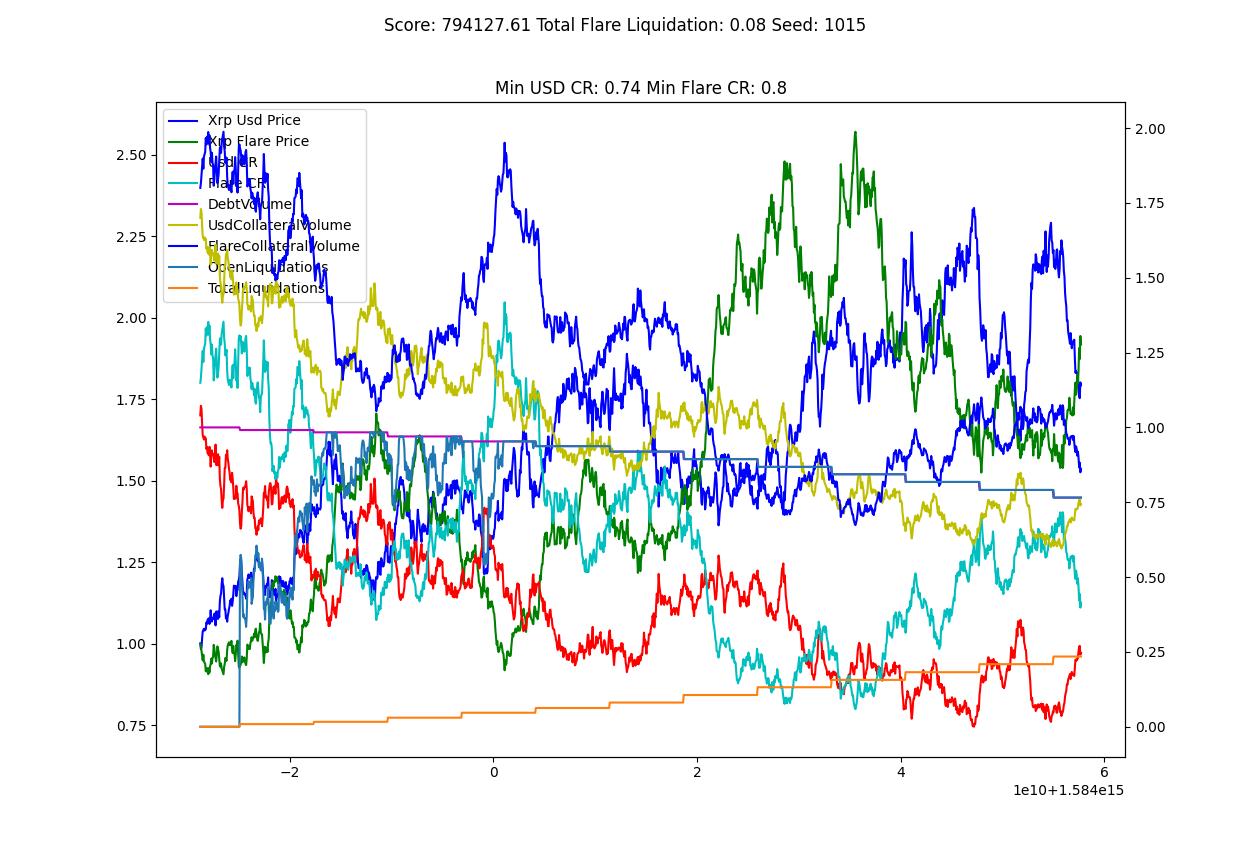 Score: 794127.61 Total Flare Liquidation: 0.08 Seed: 1015
Min USD CR: 0.74 Min Flare CR: 0.8
Xrp Usd Price
Xrp Flare Price
Usd CR
Flare CR
DebtVolume
UsdCollateralVolume
FlareCollateralVolume
OpenLiquidations
TotalLiquidations
2.50
2.25
2.00
1.75
1.50
1.25
1.00
0.75
2.00
1.75
1.50
1.25
1.00
0.75
0.50
0.25
0.00
−2
0
2
4
6
1e10+1.584e15